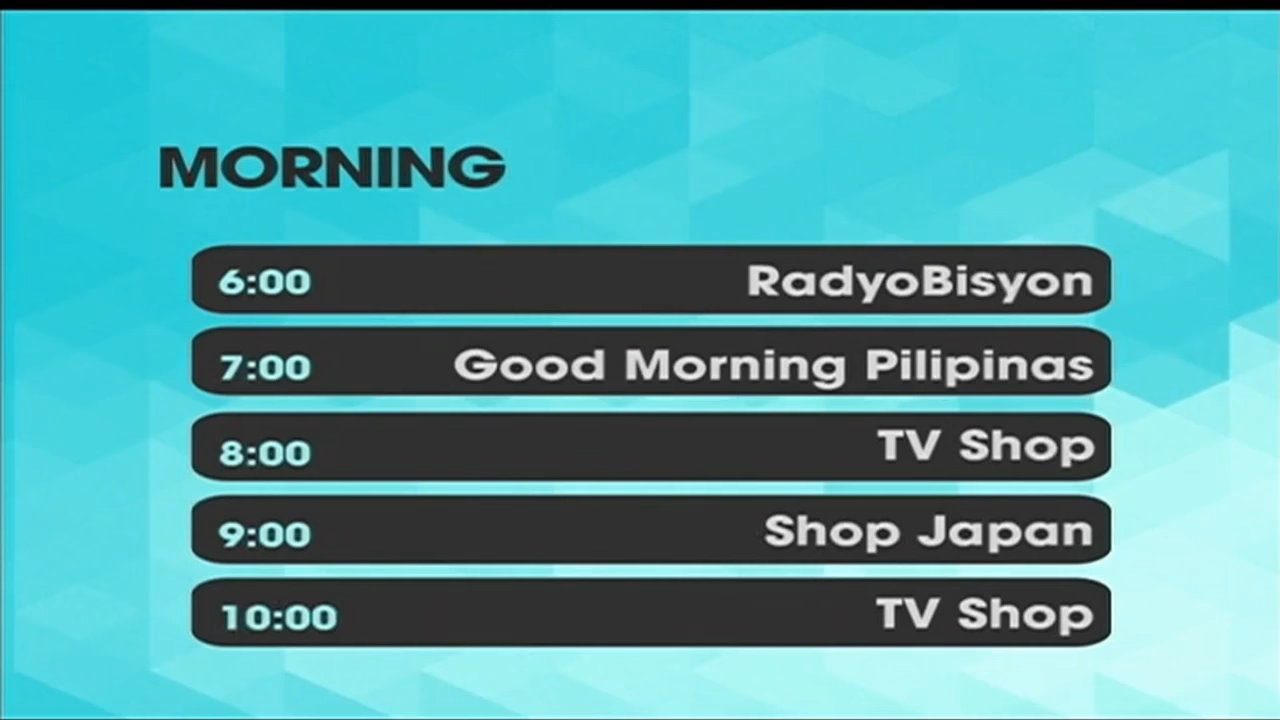 MORNING
6:00 RadyoBisyon
7:00 Good Morning Pilipinas
8:00 TV Shop
9:00 Shop Japan
10:00 TV Shop